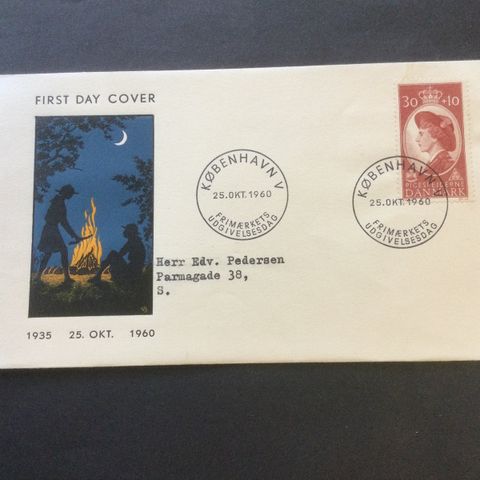 FIRST DAY COVER
1935 25. OKT. 1960
KØBENHAVN V
25.OKT.1960
FRIMÆRKETS
UDGIVELSESDAG
30+10
PIGESPEJDERNE
DANMARK
KØBENHAVN V
25.OKT.1960
FRIMÆRKETS
UDGIVELSESDAG
Herr Edv. Pedersen
Parmagade 38,
S.